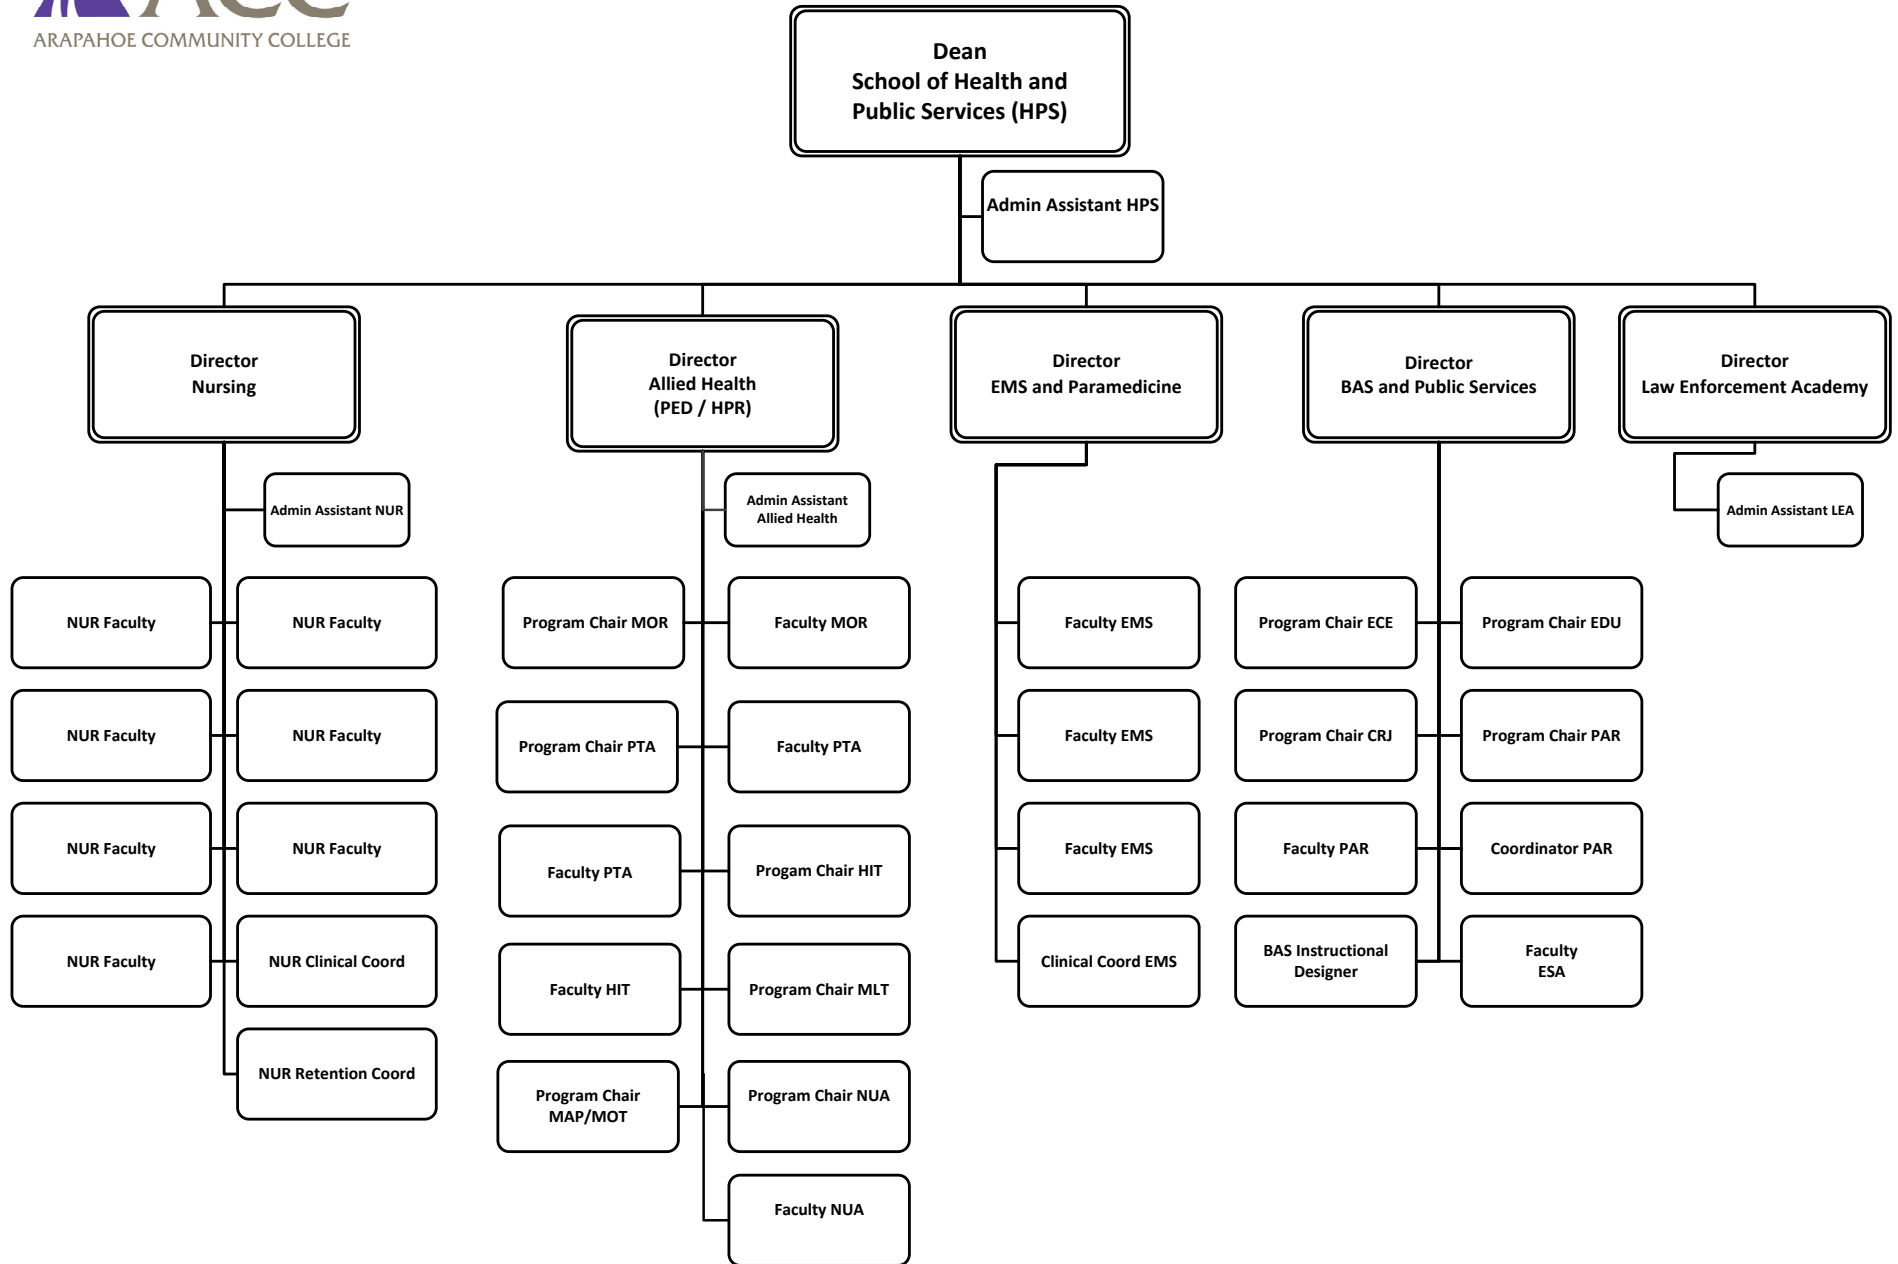 ACC
ARAPAHOE COMMUNITY COLLEGE
Dean
School of Health and
Public Services (HPS)
Admin Assistant HPS
Director
Nursing
Director
Allied Health
(PED / HPR)
Director
EMS and Paramedicine
Director
BAS and Public Services
Director
Law Enforcement Academy
Admin Assistant NUR
Admin Assistant
Allied Health
Admin Assistant LEA
NUR Faculty
NUR Faculty
Program Chair MOR
Faculty MOR
Faculty EMS
Program Chair ECE
Program Chair EDU
NUR Faculty
NUR Faculty
Program Chair PTA
Faculty PTA
Faculty EMS
Program Chair CRJ
Program Chair PAR
NUR Faculty
NUR Faculty
Faculty PTA
Progam Chair HIT
Faculty EMS
Faculty PAR
Coordinator PAR
NUR Faculty
NUR Clinical Coord
Faculty HIT
Program Chair MLT
Clinical Coord EMS
BAS Instructional
Designer
Faculty
ESA
NUR Retention Coord
Program Chair
MAP/MOT
Program Chair NUA
Faculty NUA